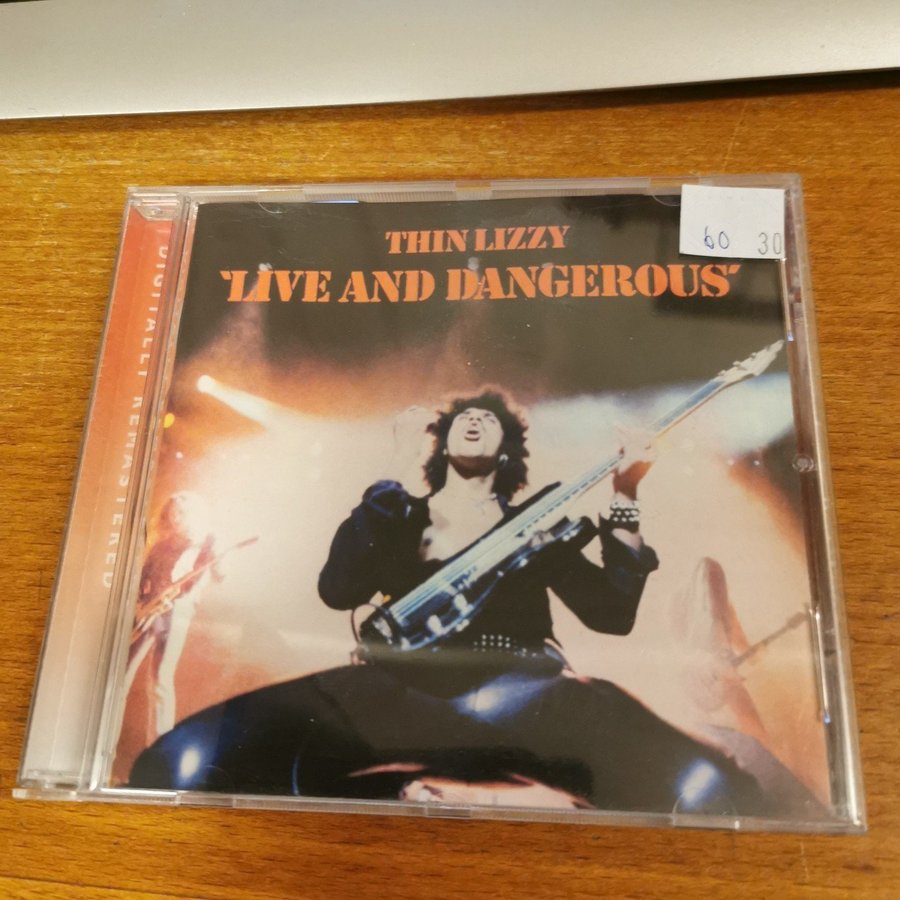 THIN LIZZY
'LIVE AND DANGEROUS'
60 30
DIGITALLY REMASTERED